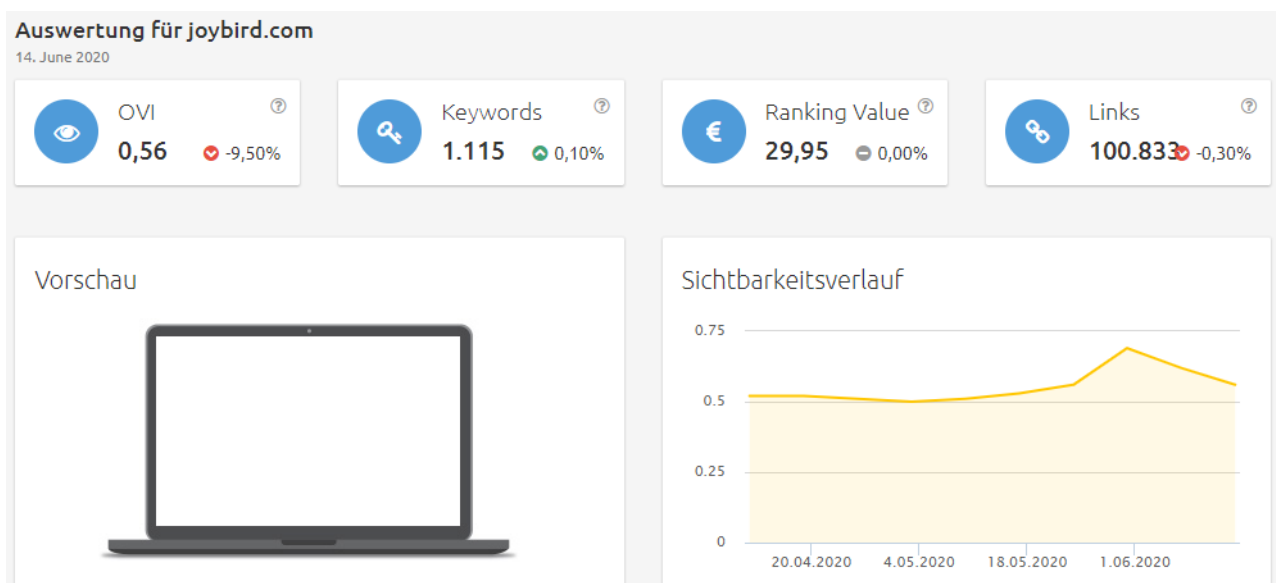 Auswertung für joybird.com
14. June 2020
OVI
0,56 -9,50%
Keywords
1.115 0,10%
Ranking Value
29,95 0,00%
Links
100.833 -0,30%
Vorschau
Sichtbarkeitsverlauf
0.75
0.5
0.25
0
20.04.2020 4.05.2020 18.05.2020 1.06.2020